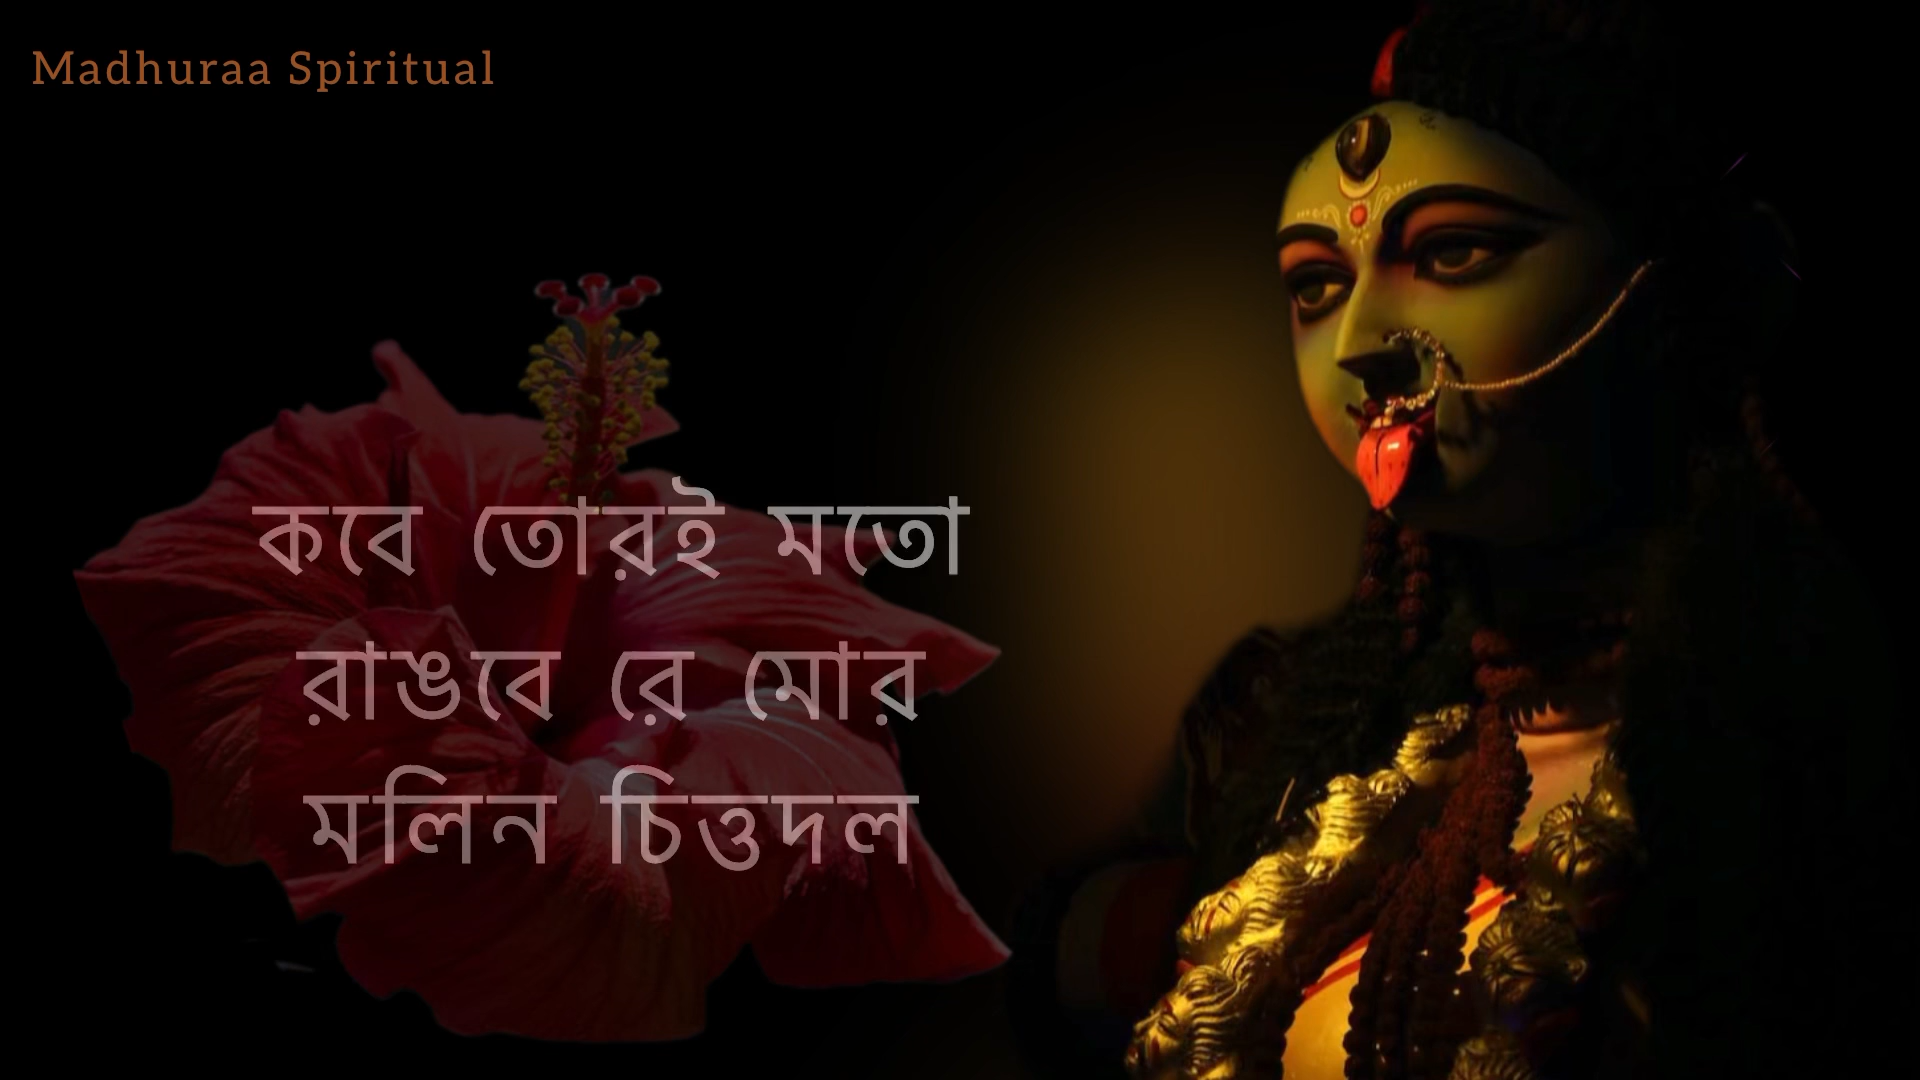 Madhuraa Spiritual
কবে তোরই মতো
রাঙবে রে মোর
মলিন চিত্তদল